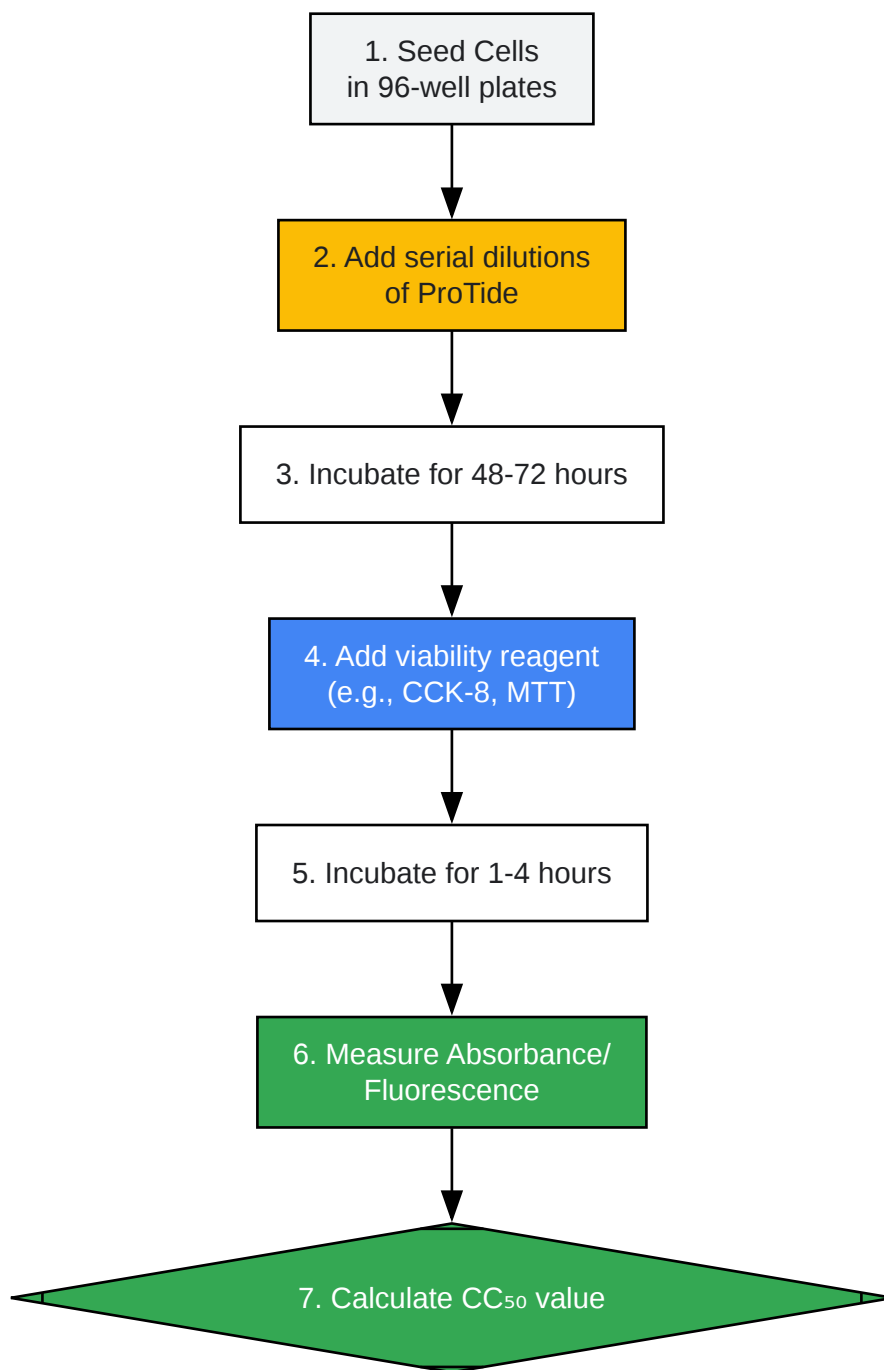 1. Seed Cells
in 96-well plates
2. Add serial dilutions
of ProTide
3. Incubate for 48-72 hours
4. Add viability reagent
(e.g., CCK-8, MTT)
5. Incubate for 1-4 hours
6. Measure Absorbance/
Fluorescence
7. Calculate CC₅₀ value